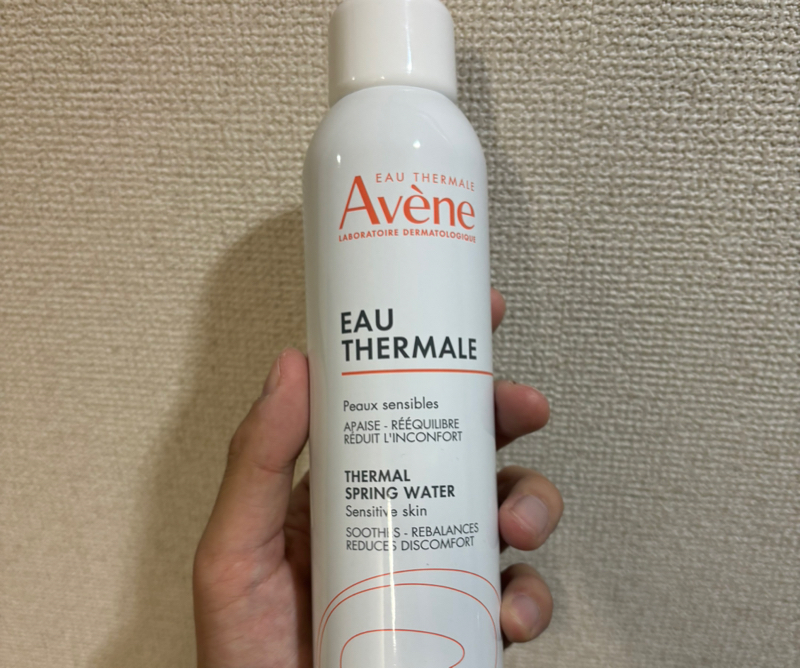 EAU THERMALE
Avène
LABORATOIRE DERMATOLOGIQUE
EAU
THERMALE
Peaux sensibles
APAISE - RÉÉQUILIBRE
RÉDUIT L'INCONFORT
THERMAL
SPRING WATER
Sensitive skin
SOOTHES - REBALANCES
REDUCES DISCOMFORT